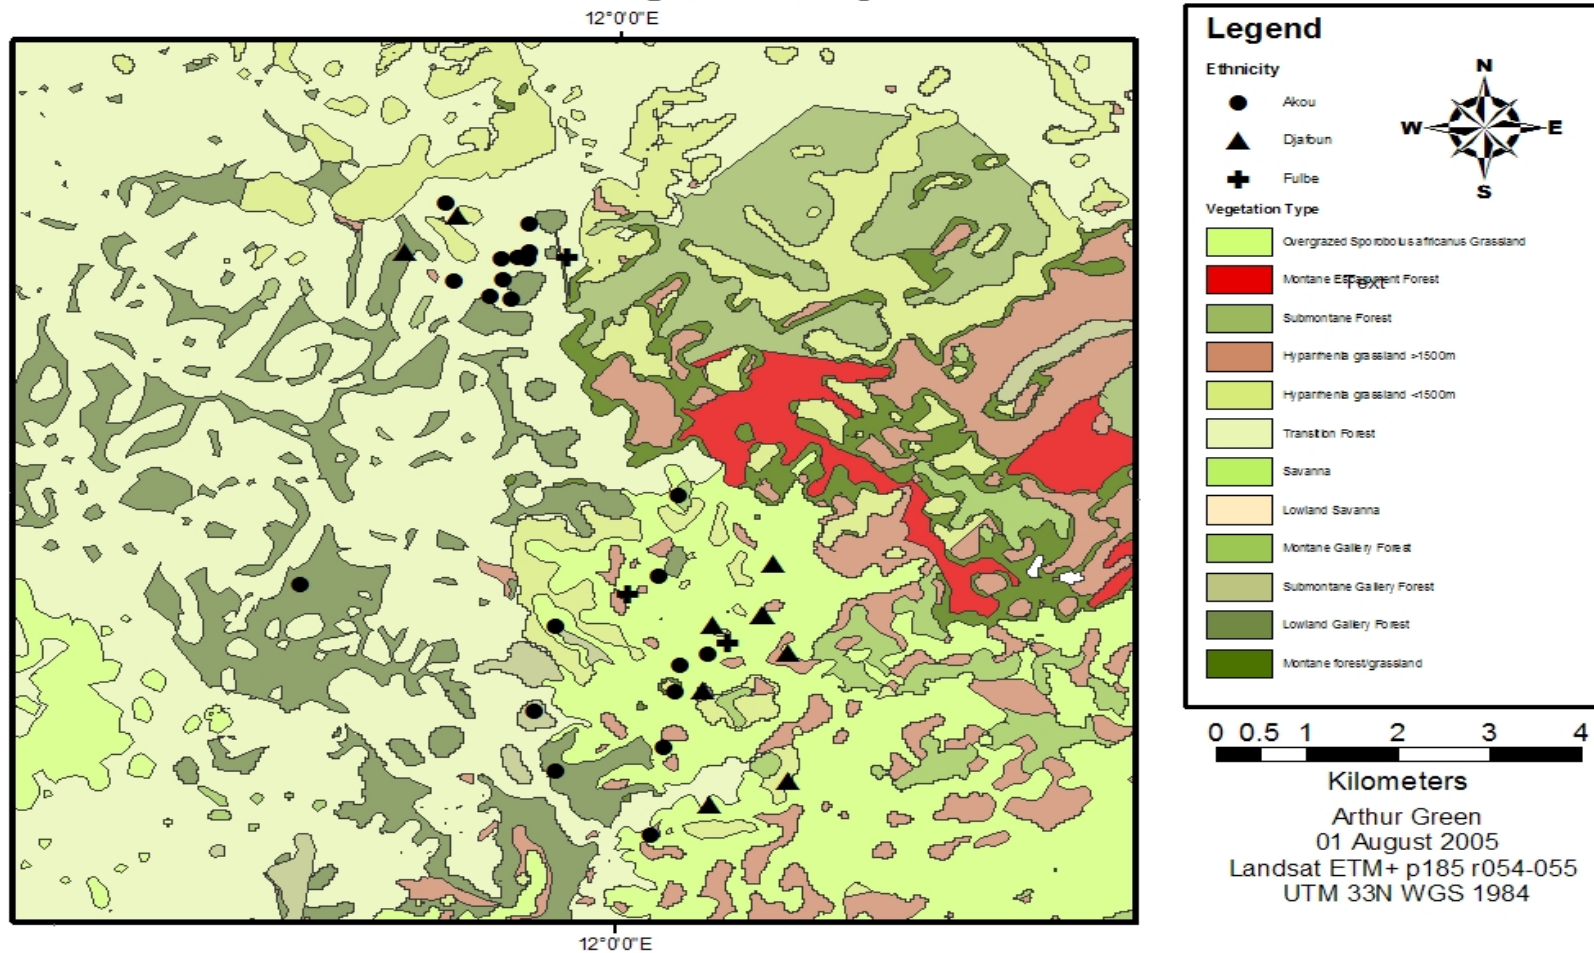 12°0'0"E
Legend
Ethnicity
Akou
Djafoun
Fulbe
N
W E
S
Vegetation Type
Overgrazed Sporobolus africanus Grassland
Montane Escarpment Forest
Text
Submontane Forest
Hyparrhenia grassland >1500m
Hyparrhenia grassland <1500m
Transition Forest
Savanna
Lowland Savanna
Montane Gallery Forest
Submontane Gallery Forest
Lowland Gallery Forest
Montane forest/grassland
0 0.5 1 2 3 4
Kilometers
Arthur Green
01 August 2005
Landsat ETM+ p185 r054-055
UTM 33N WGS 1984
12°0'0"E